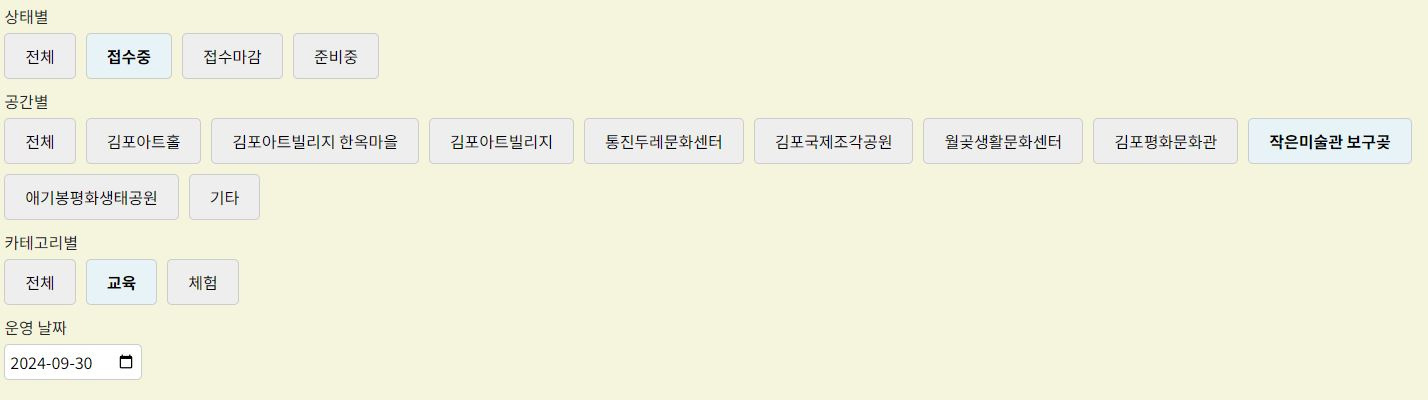 상태별
전체 접수중 접수마감 준비중
공간별
전체 김포아트홀 김포아트빌리지 한옥마을 김포아트빌리지 통진두레문화센터 김포국제조각공원 월곶생활문화센터 김포평화문화관 작은미술관 보구곶
애기봉평화생태공원 기타
카테고리별
전체 교육 체험
운영 날짜
2024-09-30